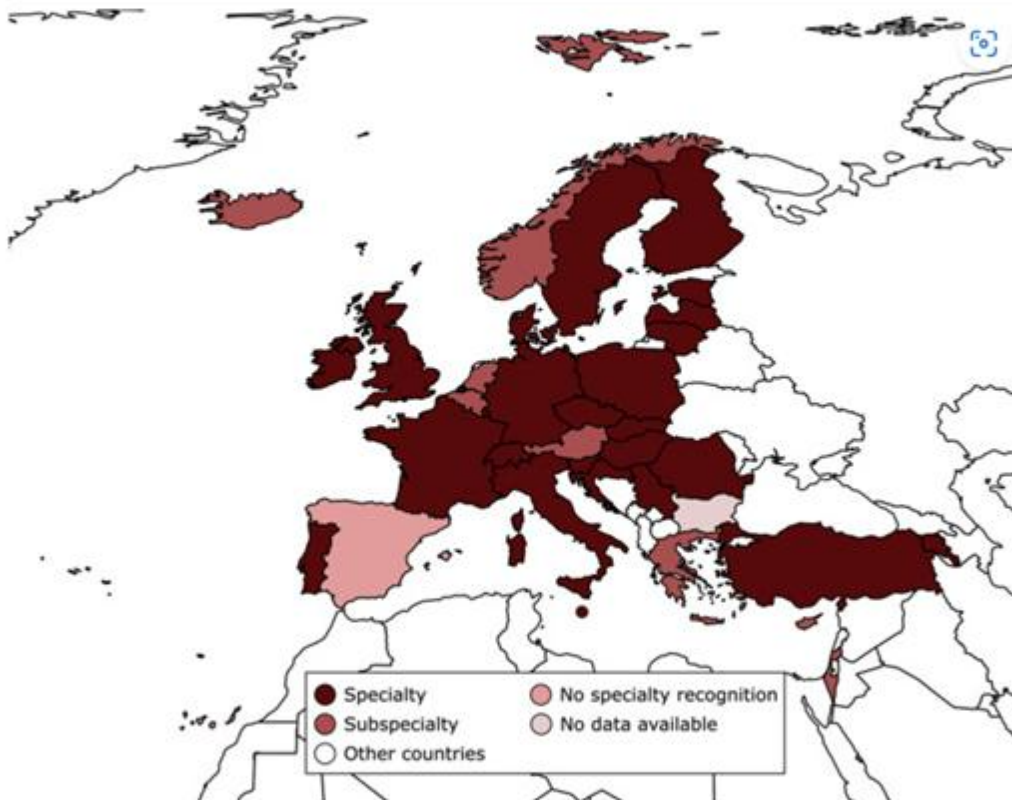 Specialty
Subspecialty
Other countries
No specialty recognition
No data available